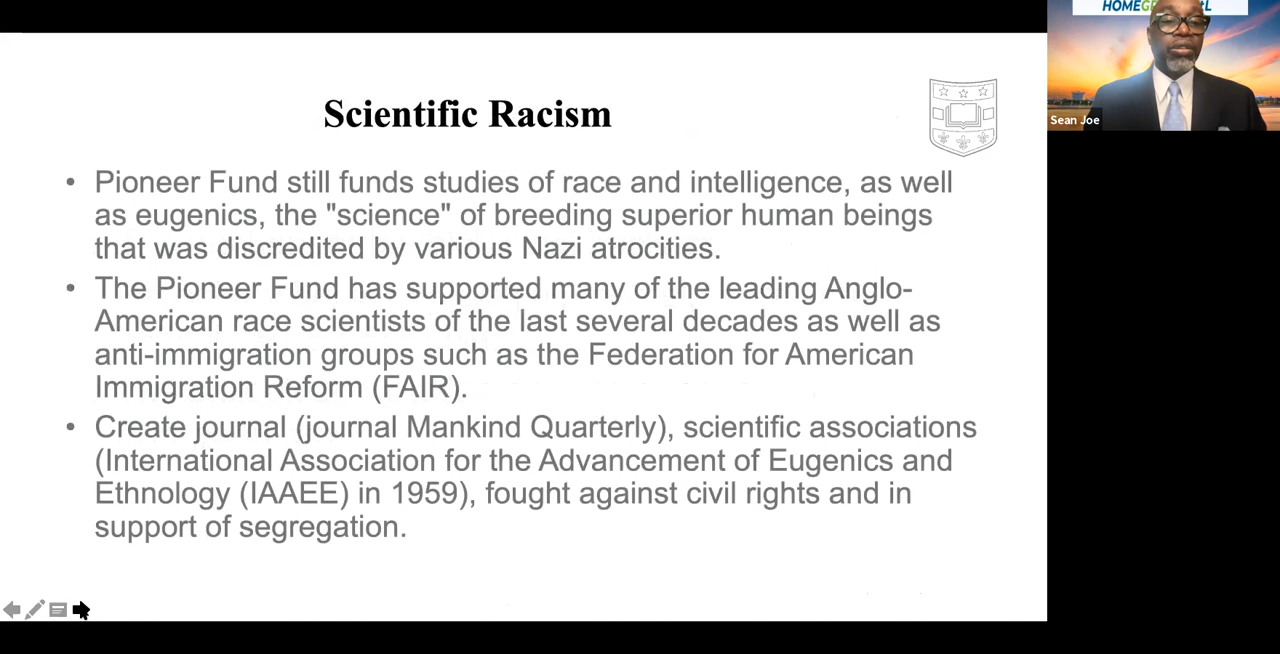 Scientific Racism
• Pioneer Fund still funds studies of race and intelligence, as well
as eugenics, the "science" of breeding superior human beings
that was discredited by various Nazi atrocities.
• The Pioneer Fund has supported many of the leading Anglo-
American race scientists of the last several decades as well as
anti-immigration groups such as the Federation for American
Immigration Reform (FAIR).
• Create journal (journal Mankind Quarterly), scientific associations
(International Association for the Advancement of Eugenics and
Ethnology (IAAEE) in 1959), fought against civil rights and in
support of segregation.
Sean Joe